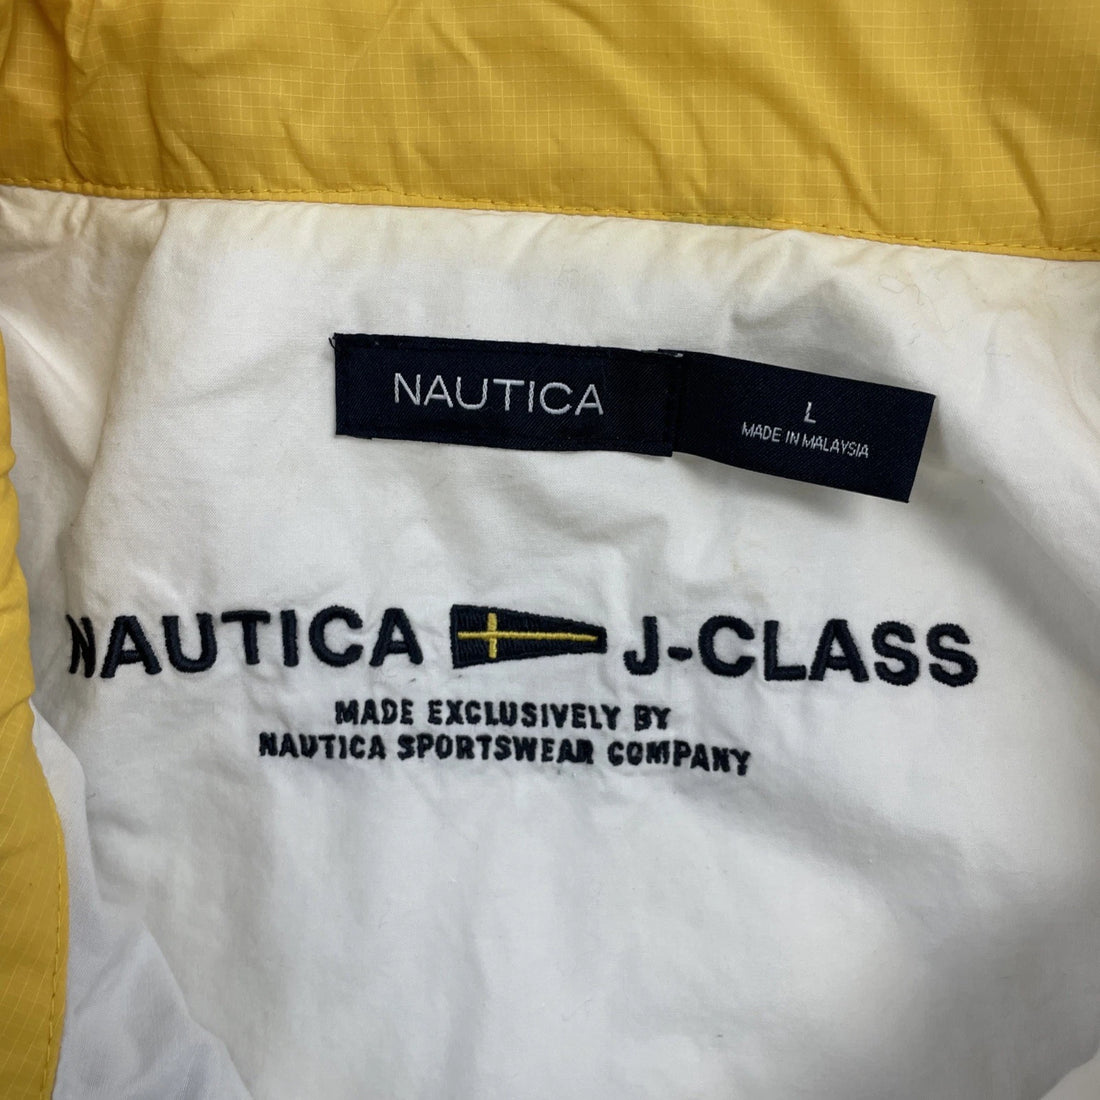 NAUTICA
L
MADE IN MALAYSIA
NAUTICA J-CLASS
MADE EXCLUSIVELY BY
NAUTICA SPORTSWEAR COMPANY